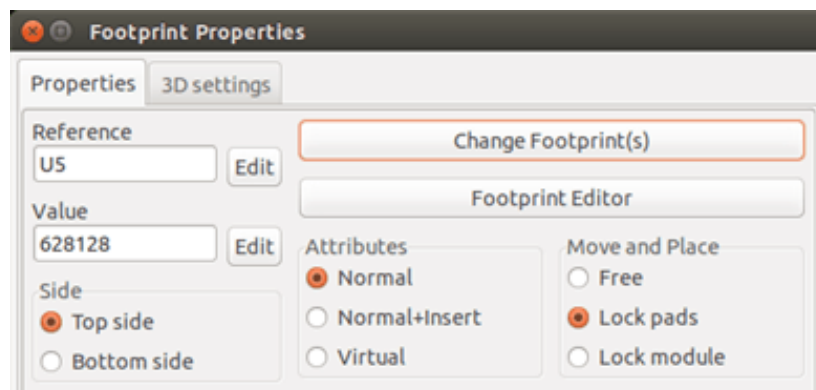 Footprint Properties
Properties 3D settings
Reference
U5 Edit
Value
628128 Edit
Side
Top side
Bottom side
Change Footprint(s)
Footprint Editor
Attributes
Normal
Normal+Insert
Virtual
Move and Place
Free
Lock pads
Lock module